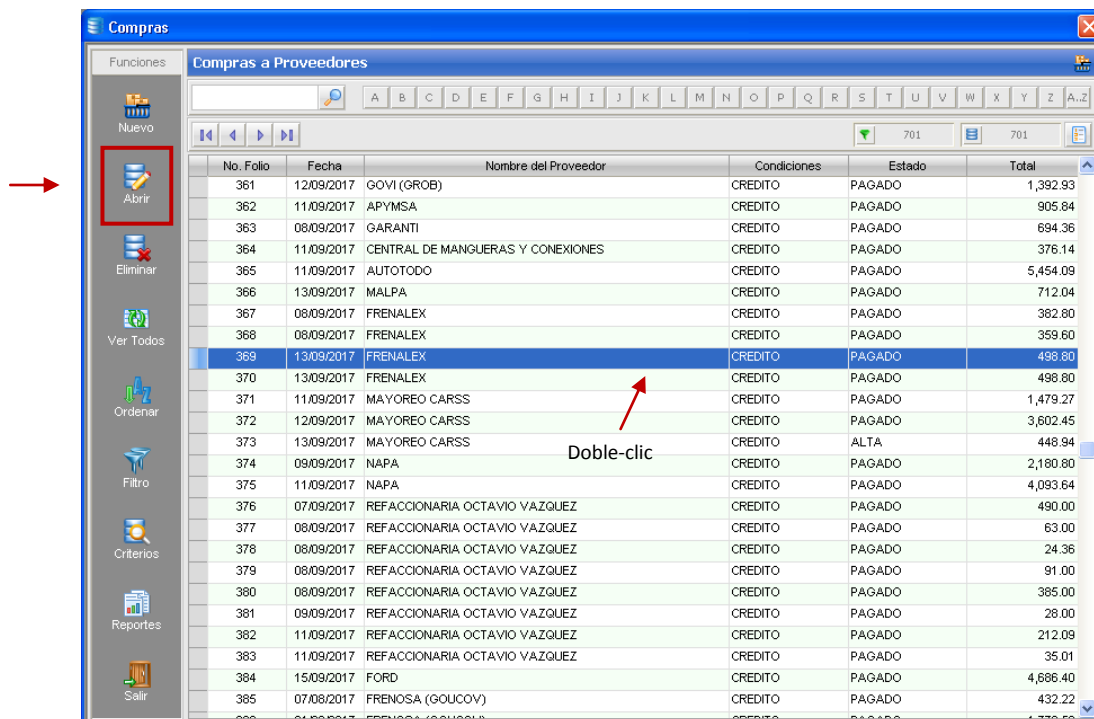 Compras
Funciones
Nuevo
Abrir
Eliminar
Ver Todos
Ordenar
Filtro
Criterios
Reportes
Salir
Compras a Proveedores
A B C D E F G H I J K L M N O P Q R S T U V W X Y Z A..Z
701 701
No. Folio Fecha Nombre del Proveedor Condiciones Estado Total
361 12/09/2017 GOVI (GROB) CREDITO PAGADO 1,392.93
362 11/09/2017 APYMSA CREDITO PAGADO 905.84
363 08/09/2017 GARANTI CREDITO PAGADO 694.36
364 11/09/2017 CENTRAL DE MANGUERAS Y CONEXIONES CREDITO PAGADO 376.14
365 11/09/2017 AUTOTODO CREDITO PAGADO 5,454.09
366 13/09/2017 MALPA CREDITO PAGADO 712.04
367 08/09/2017 FRENALEX CREDITO PAGADO 382.80
368 08/09/2017 FRENALEX CREDITO PAGADO 359.60
369 13/09/2017 FRENALEX CREDITO PAGADO 498.80
370 13/09/2017 FRENALEX CREDITO PAGADO 498.80
371 11/09/2017 MAYOREO CARSS CREDITO PAGADO 1,479.27
372 12/09/2017 MAYOREO CARSS CREDITO PAGADO 3,602.45
373 13/09/2017 MAYOREO CARSS CREDITO ALTA 448.94
Doble-clic
374 09/09/2017 NAPA CREDITO PAGADO 2,180.80
375 11/09/2017 NAPA CREDITO PAGADO 4,093.64
376 07/09/2017 REFACCIONARIA OCTAVIO VAZQUEZ CREDITO PAGADO 490.00
377 08/09/2017 REFACCIONARIA OCTAVIO VAZQUEZ CREDITO PAGADO 63.00
378 08/09/2017 REFACCIONARIA OCTAVIO VAZQUEZ CREDITO PAGADO 24.36
379 08/09/2017 REFACCIONARIA OCTAVIO VAZQUEZ CREDITO PAGADO 91.00
380 08/09/2017 REFACCIONARIA OCTAVIO VAZQUEZ CREDITO PAGADO 385.00
381 09/09/2017 REFACCIONARIA OCTAVIO VAZQUEZ CREDITO PAGADO 28.00
382 11/09/2017 REFACCIONARIA OCTAVIO VAZQUEZ CREDITO PAGADO 212.09
383 11/09/2017 REFACCIONARIA OCTAVIO VAZQUEZ CREDITO PAGADO 35.01
384 15/09/2017 FORD CREDITO PAGADO 4,686.40
385 07/08/2017 FRENOSA (GOUCOV) CREDITO PAGADO 432.22